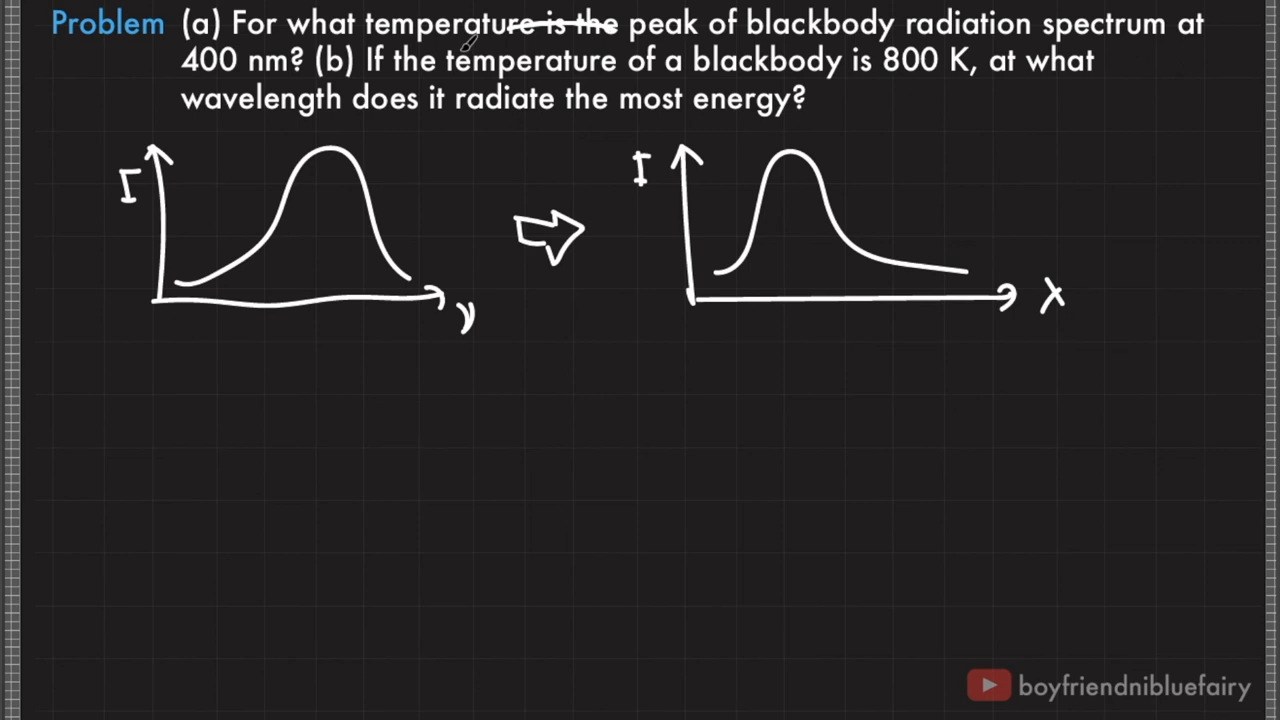 Problem (a) For what temperature is the peak of blackbody radiation spectrum at
400 nm? (b) If the temperature of a blackbody is 800 K, at what
wavelength does it radiate the most energy?
I
I
ν
λ
boyfriendnibluefairy